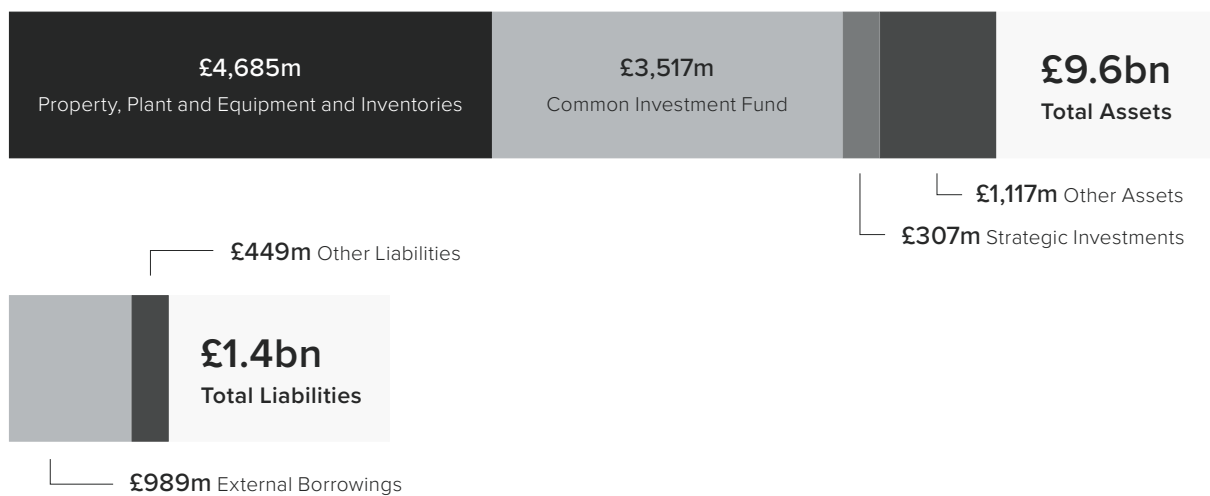 £4,685m
Property, Plant and Equipment and Inventories
£3,517m
Common Investment Fund
£9.6bn
Total Assets
£1,117m Other Assets
£307m Strategic Investments
£449m Other Liabilities
£1.4bn
Total Liabilities
£989m External Borrowings